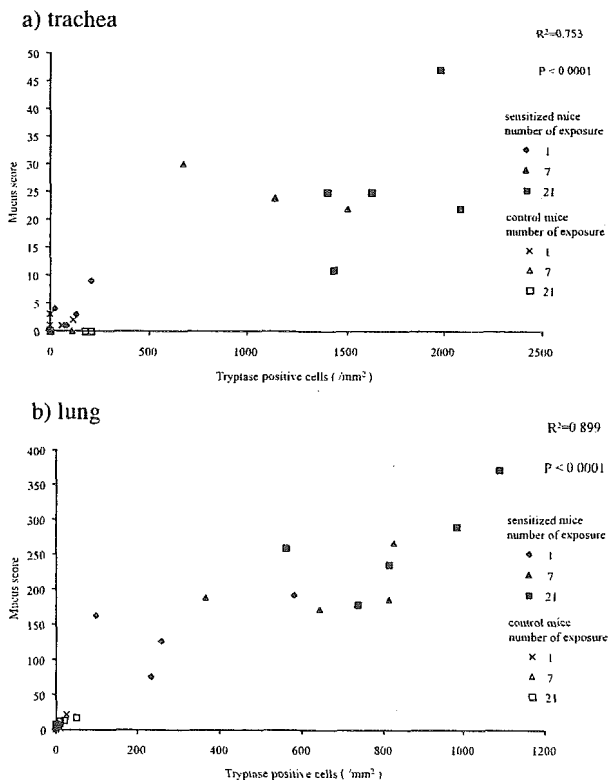 a) trachea
R²=0.753
P < 0 0001
50
45
40
35
30
25
20
15
10
5
0
Mucus score
0 500 1000 1500 2000 2500
Tryptase positive cells ( /mm² )
sensitized mice
number of exposure
1
7
21
control mice
number of exposure
1
7
21
b) lung
R²=0 899
P < 0 0001
400
350
300
250
200
150
100
50
0
Mucus score
0 200 400 600 800 1000 1200
Tryptase positive cells ( /mm² )
sensitized mice
number of exposure
1
7
21
control mice
number of exposure
1
7
21